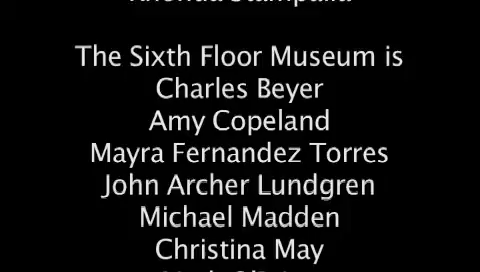 The Sixth Floor Museum is
Charles Beyer
Amy Copeland
Mayra Fernandez Torres
John Archer Lundgren
Michael Madden
Christina May